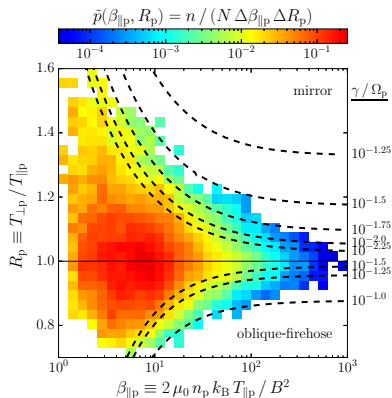 p̃(β∥p, Rp) = n / (N Δβ∥p ΔRp)
10⁻⁴ 10⁻³ 10⁻² 10⁻¹
1.6
1.4
1.2
1.0
0.8
Rp ≡ T⊥p / T∥p
mirror
oblique-firehose
γ / Ωp
10⁻¹·²⁵
10⁻¹·⁵
10⁻¹·⁷⁵
10⁻²·⁰
10⁻²·²⁵
10⁻¹·⁵
10⁻¹·²⁵
10⁻¹·⁰
10⁰ 10¹ 10² 10³
β∥p ≡ 2 μ₀ np kB T∥p / B²